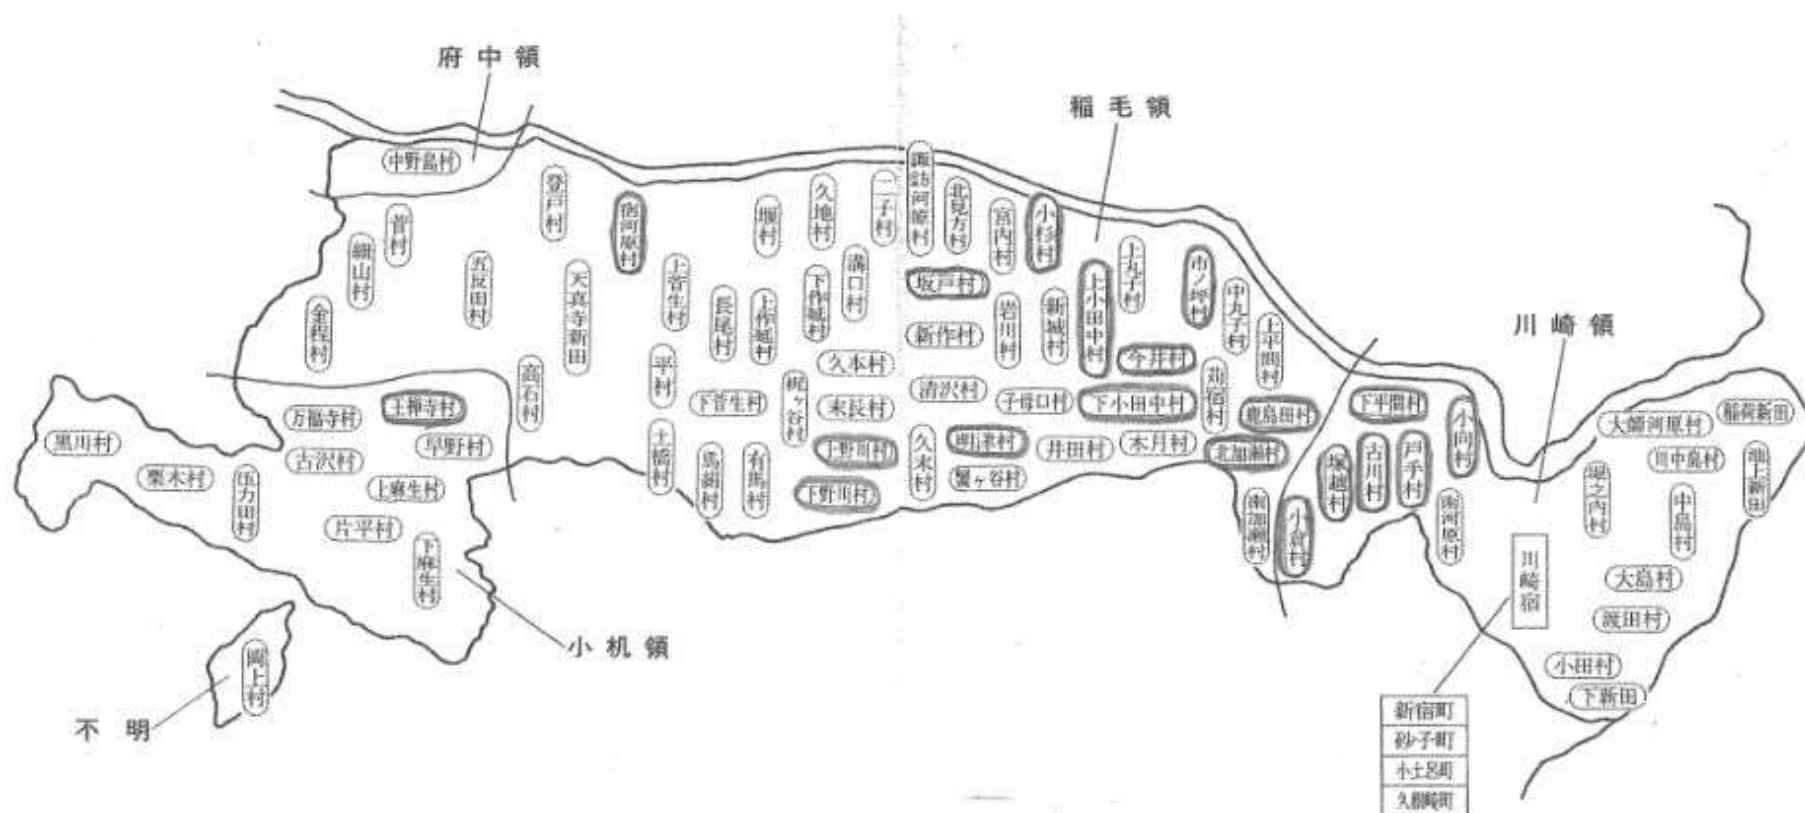 府中領
稲毛領
川崎領
小机領
不明
中野島村
菅村
細山村
金程村
五反田村
登戸村
宿河原村
天真寺新田
高石村
上菅生村
平村
土橋村
長尾村
下菅生村
馬絹村
有馬村
堰村
上作延村
梶ヶ谷村
久地村
下作延村
溝口村
二子村
久本村
末長村
上野川村
下野川村
諏訪河原村
北見方村
坂戸村
新作村
清沢村
久末村
宮内村
岩川村
子母口村
明津村
蟹ヶ谷村
小杉村
新城村
上小田中村
下小田中村
井田村
上丸子村
今井村
木月村
市ノ坪村
中丸子村
上平間村
苅宿村
鹿島田村
北加瀬村
南加瀬村
小倉村
塚越村
下平間村
古川村
戸手村
小向村
南河原村
万福寺村
王禅寺村
古沢村
早野村
黒川村
栗木村
五力田村
上麻生村
片平村
下麻生村
岡上村
大師河原村
稲荷新田
川中島村
池上新田
堀之内村
中島村
大島村
渡田村
小田村
下新田
川崎宿
新宿町
砂子町
小土呂町
久根崎町